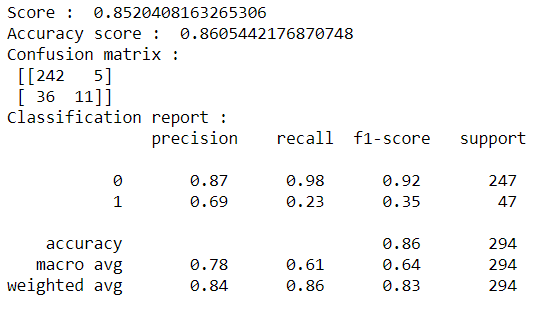 Score :  0.8520408163265306
Accuracy score :  0.8605442176870748
Confusion matrix :
 [[242   5]
 [ 36  11]]
Classification report :
              precision    recall  f1-score   support

           0       0.87      0.98      0.92       247
           1       0.69      0.23      0.35        47

    accuracy                           0.86       294
   macro avg       0.78      0.61      0.64       294
weighted avg       0.84      0.86      0.83       294